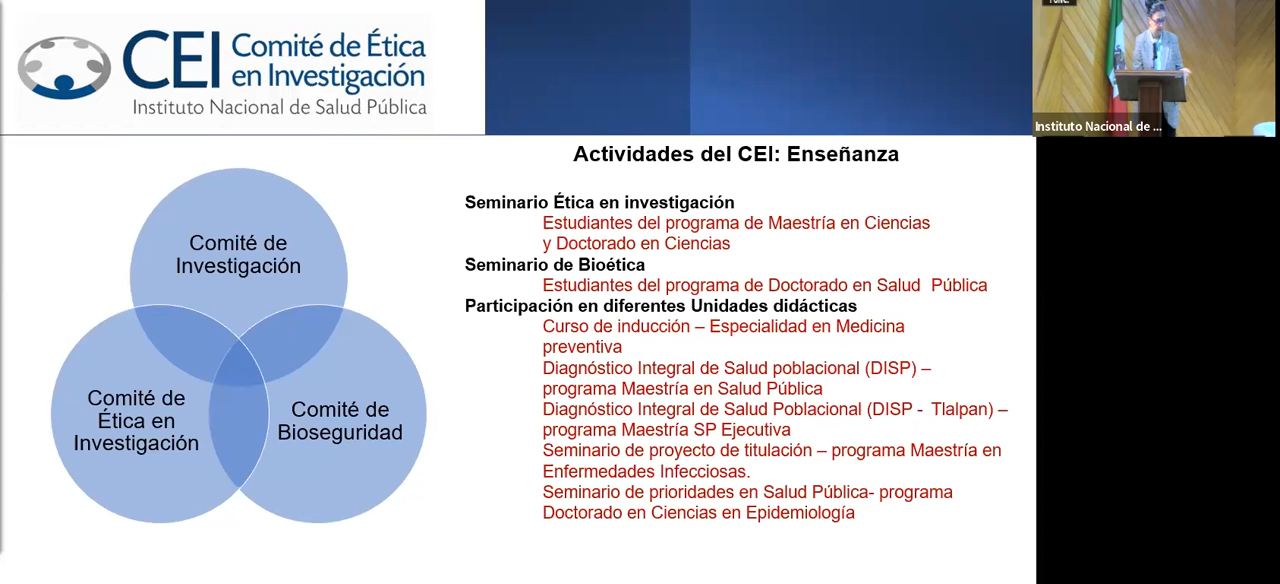 CEI Comité de Ética
en Investigación
Instituto Nacional de Salud Pública
Instituto Nacional de ...
Actividades del CEI: Enseñanza
Comité de
Investigación
Comité de
Ética en
Investigación
Comité de
Bioseguridad
Seminario Ética en investigación
Estudiantes del programa de Maestría en Ciencias
y Doctorado en Ciencias
Seminario de Bioética
Estudiantes del programa de Doctorado en Salud Pública
Participación en diferentes Unidades didácticas
Curso de inducción – Especialidad en Medicina
preventiva
Diagnóstico Integral de Salud poblacional (DISP) –
programa Maestría en Salud Pública
Diagnóstico Integral de Salud Poblacional (DISP - Tlalpan) –
programa Maestría SP Ejecutiva
Seminario de proyecto de titulación – programa Maestría en
Enfermedades Infecciosas.
Seminario de prioridades en Salud Pública- programa
Doctorado en Ciencias en Epidemiología